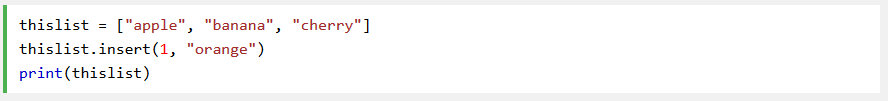 thislist = ["apple", "banana", "cherry"]
thislist.insert(1, "orange")
print(thislist)